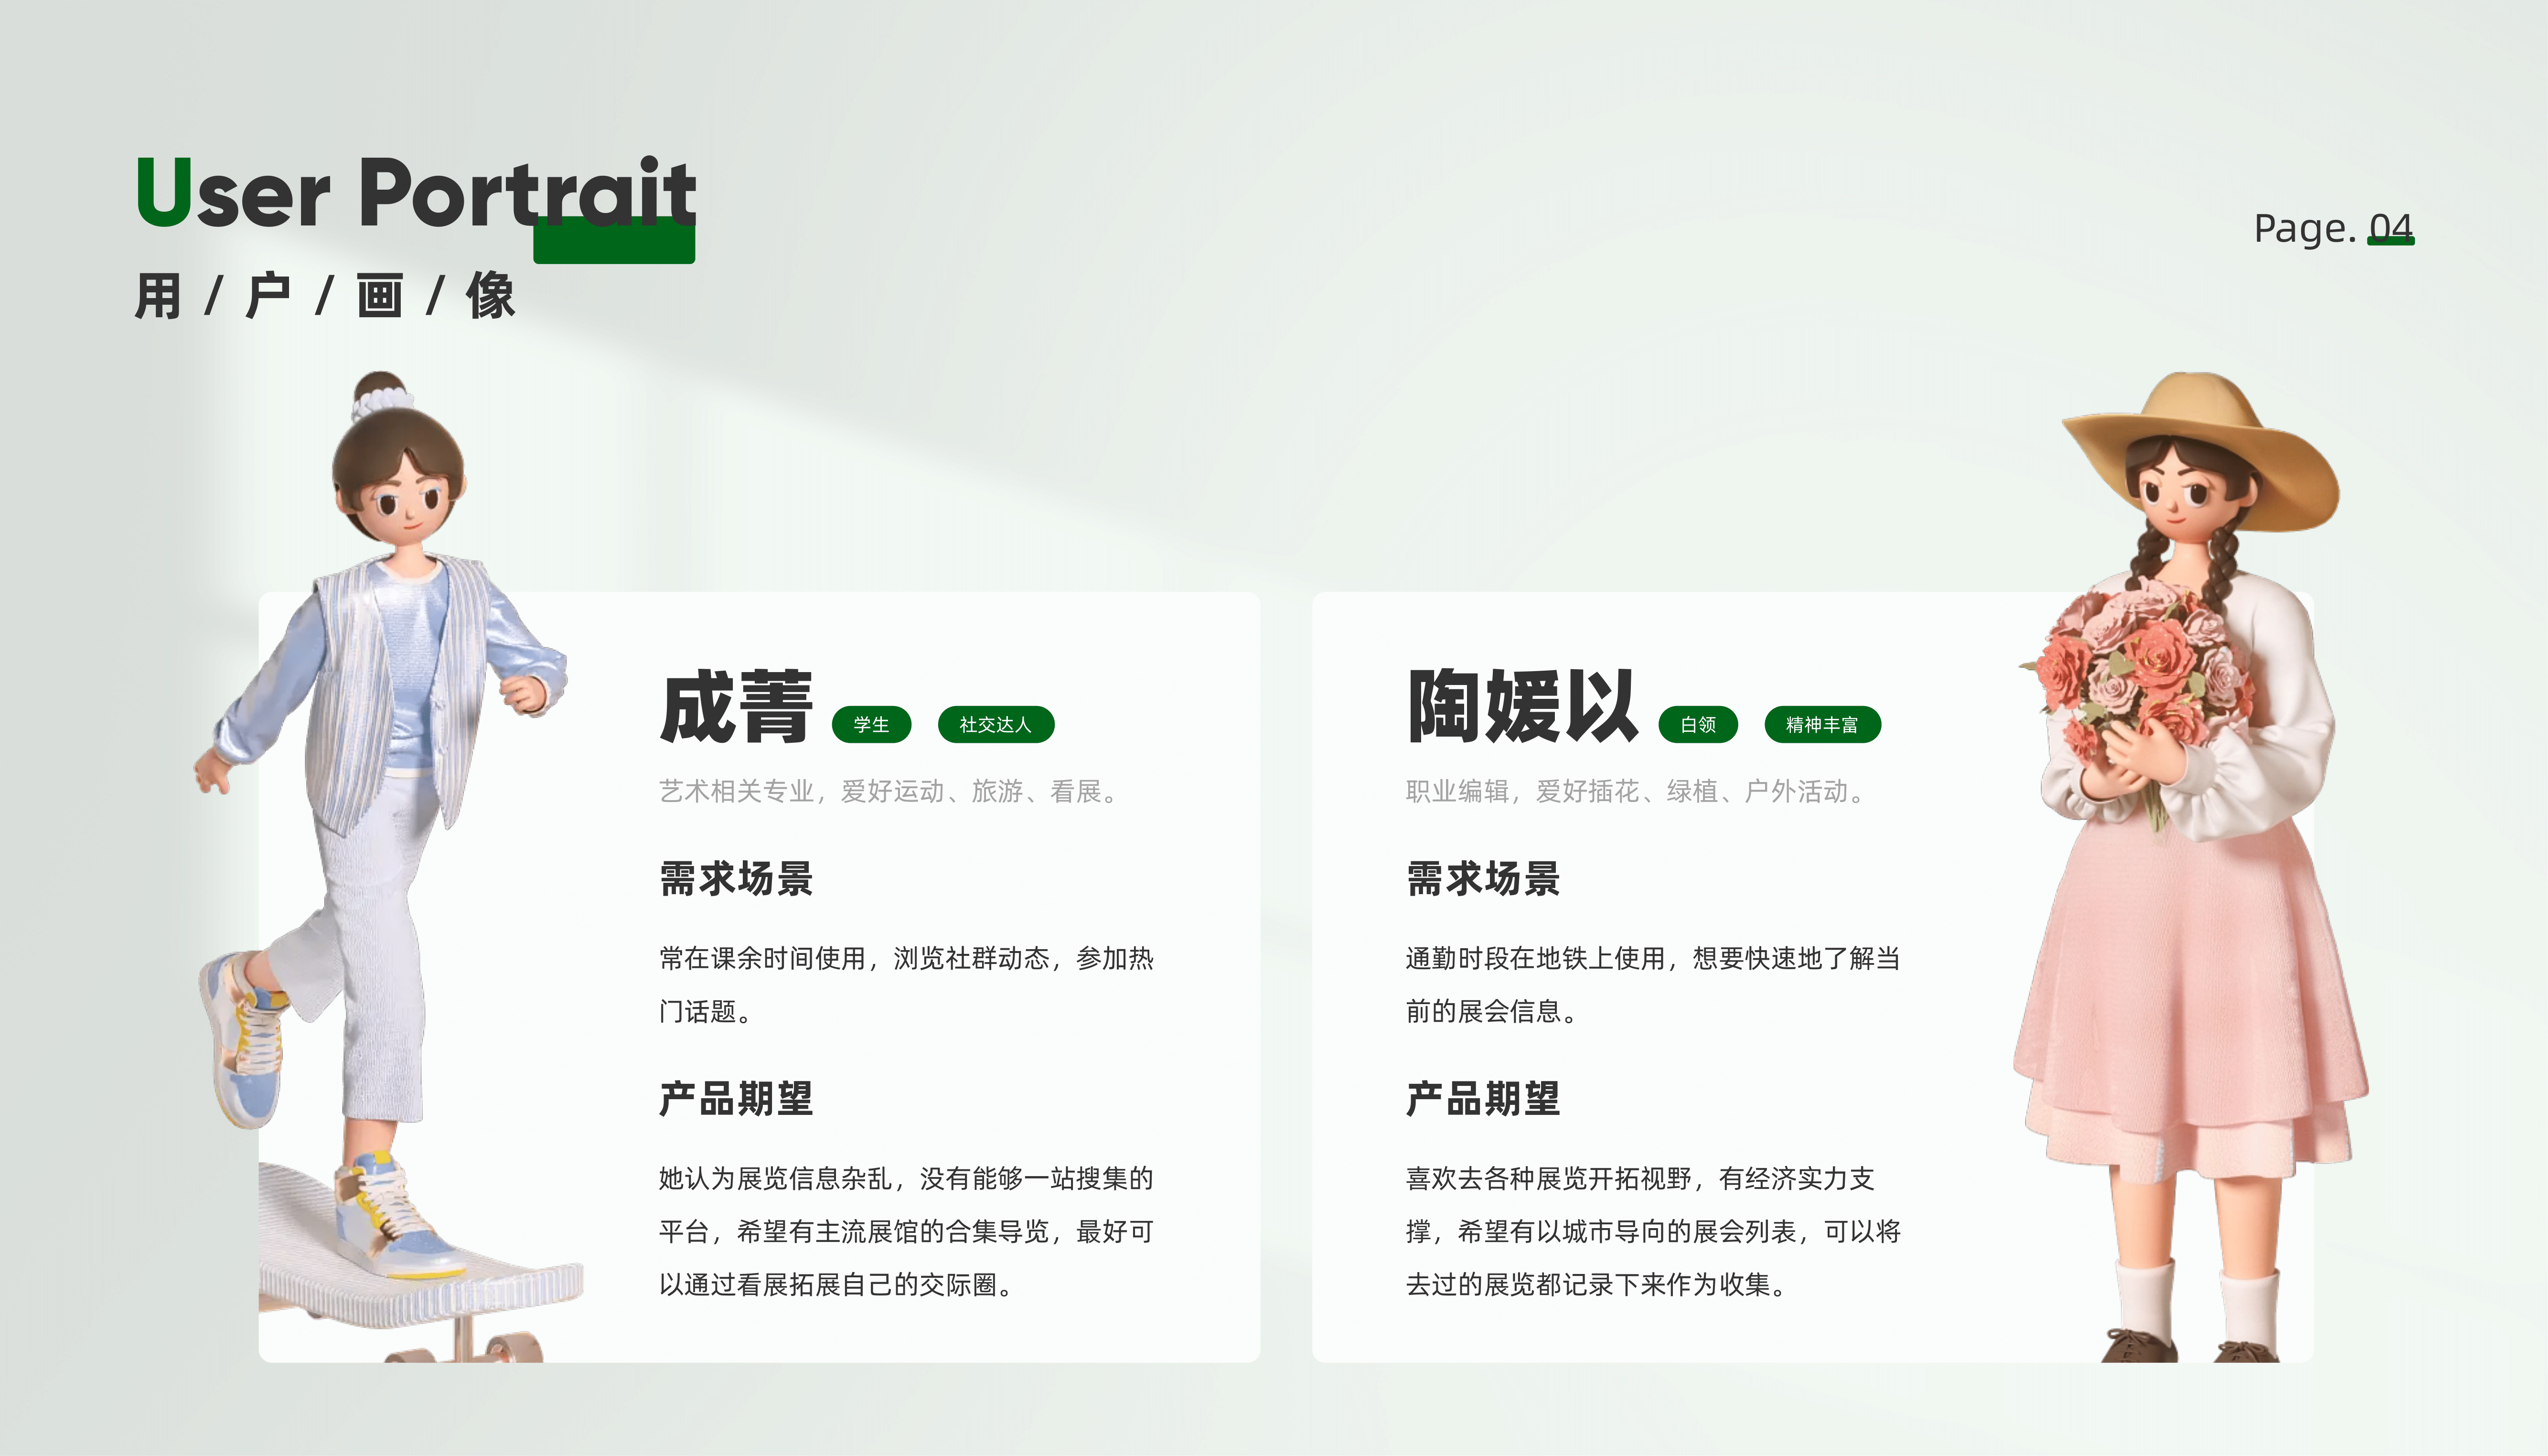 User Portrait
用 / 户 / 画 / 像
Page. 04
成菁 学生 社交达人
艺术相关专业，爱好运动、旅游、看展。
需求场景
常在课余时间使用，浏览社群动态，参加热
门话题。
产品期望
她认为展览信息杂乱，没有能够一站搜集的
平台，希望有主流展馆的合集导览，最好可
以通过看展拓展自己的交际圈。
陶媛以 白领 精神丰富
职业编辑，爱好插花、绿植、户外活动。
需求场景
通勤时段在地铁上使用，想要快速地了解当
前的展会信息。
产品期望
喜欢去各种展览开拓视野，有经济实力支
撑，希望有以城市导向的展会列表，可以将
去过的展览都记录下来作为收集。